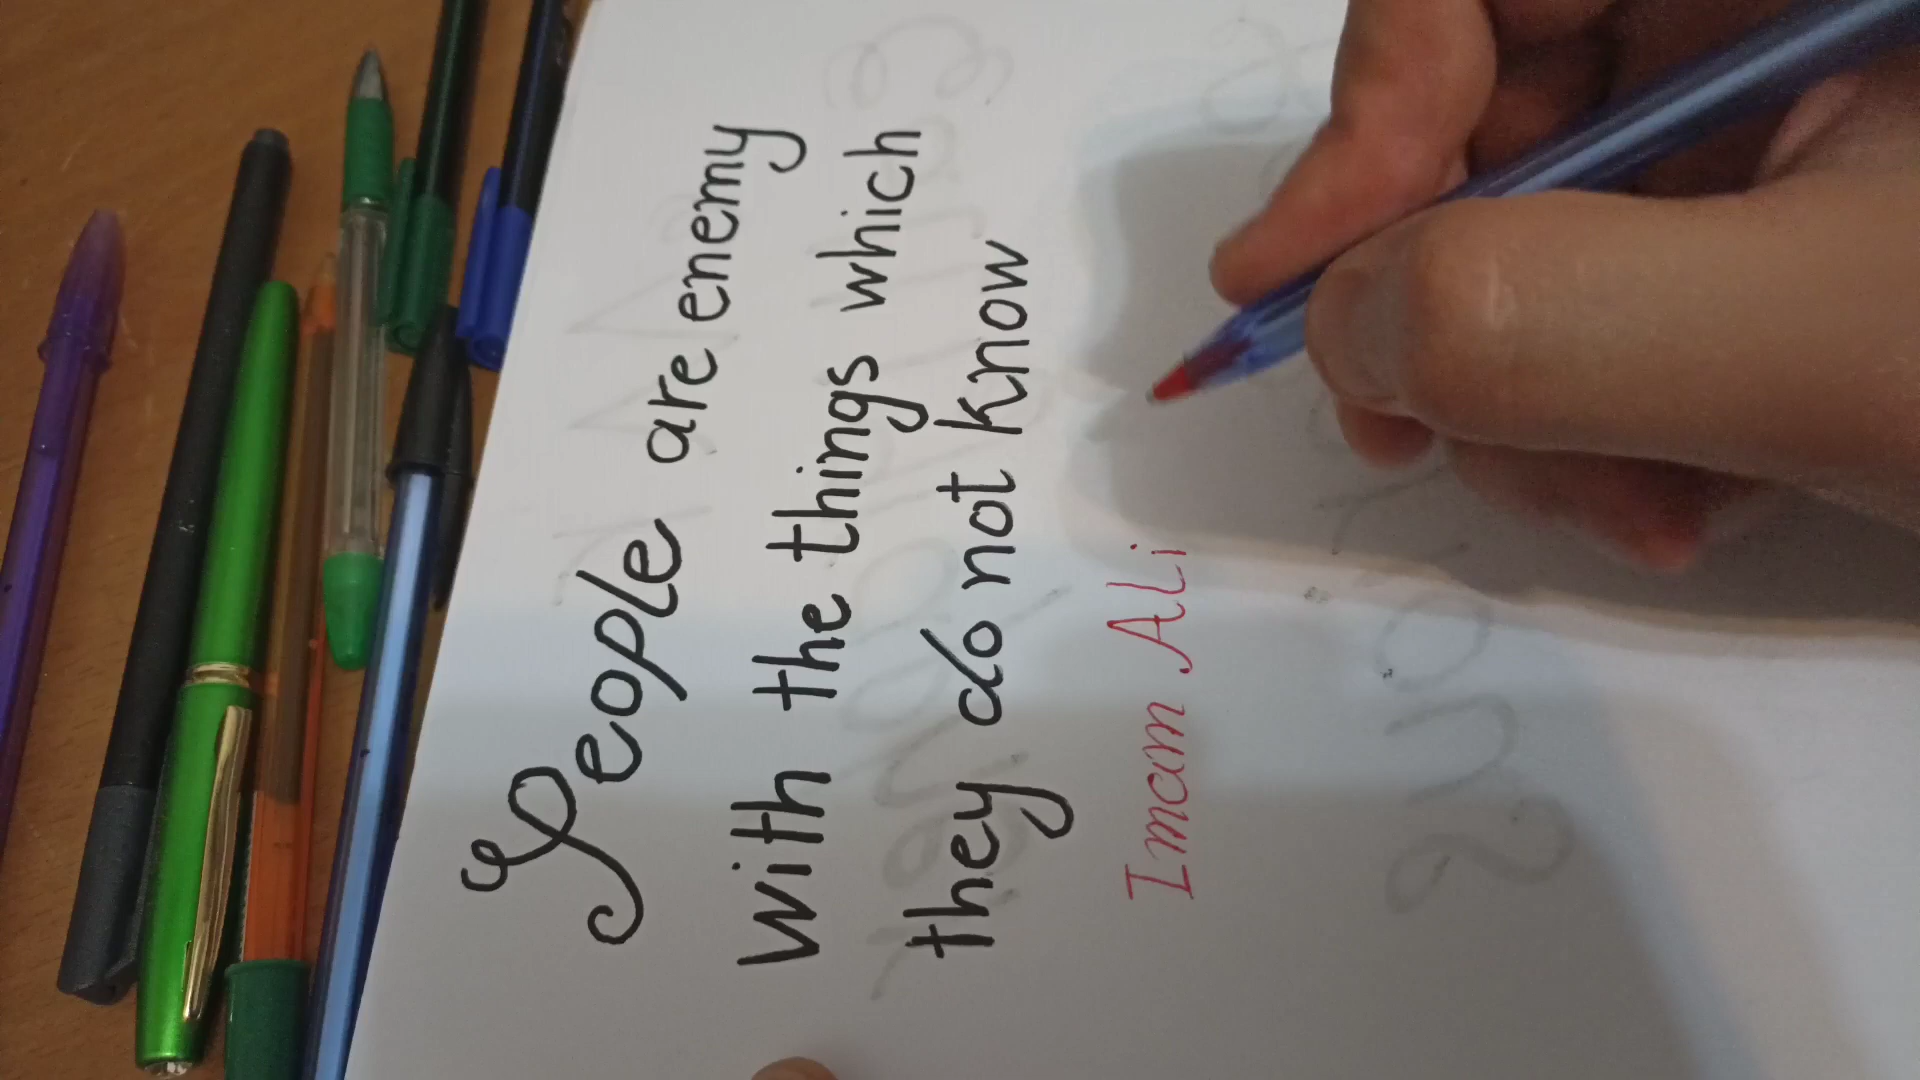 People are enemy
with the things which
they do not know
Imam ALi